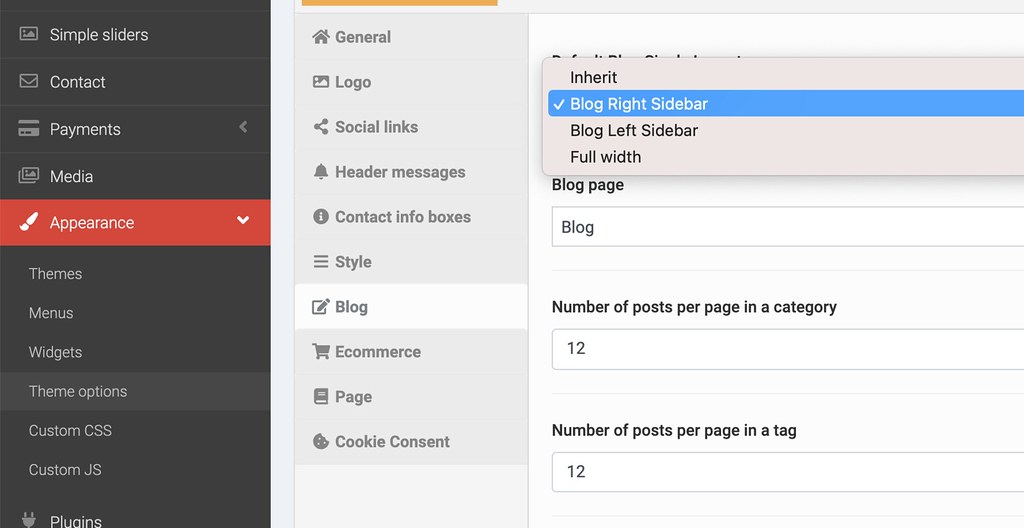 Simple sliders
Contact
Payments
Media
Appearance
Themes
Menus
Widgets
Theme options
Custom CSS
Custom JS
Plugins
General
Logo
Social links
Header messages
Contact info boxes
Style
Blog
Ecommerce
Page
Cookie Consent
Inherit
Blog Right Sidebar
Blog Left Sidebar
Full width
Blog page
Blog
Number of posts per page in a category
12
Number of posts per page in a tag
12